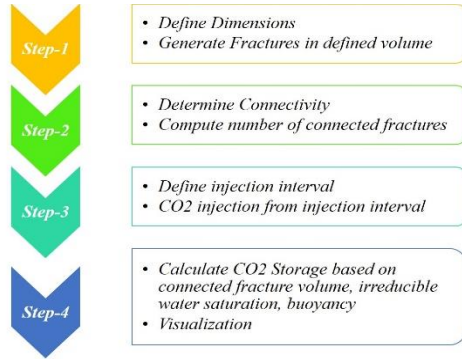 Step-1
• Define Dimensions
• Generate Fractures in defined volume
Step-2
• Determine Connectivity
• Compute number of connected fractures
Step-3
• Define injection interval
• CO2 injection from injection interval
Step-4
• Calculate CO2 Storage based on
connected fracture volume, irreducible
water saturation, buoyancy
• Visualization